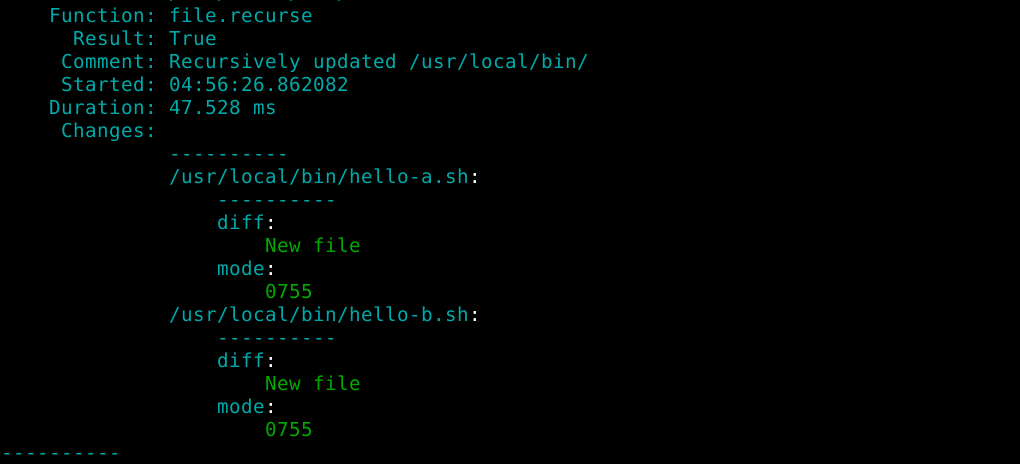 Function: file.recurse
Result: True
Comment: Recursively updated /usr/local/bin/
Started: 04:56:26.862082
Duration: 47.528 ms
Changes:
----------
/usr/local/bin/hello-a.sh:
----------
diff:
New file
mode:
0755
/usr/local/bin/hello-b.sh:
----------
diff:
New file
mode:
0755
----------